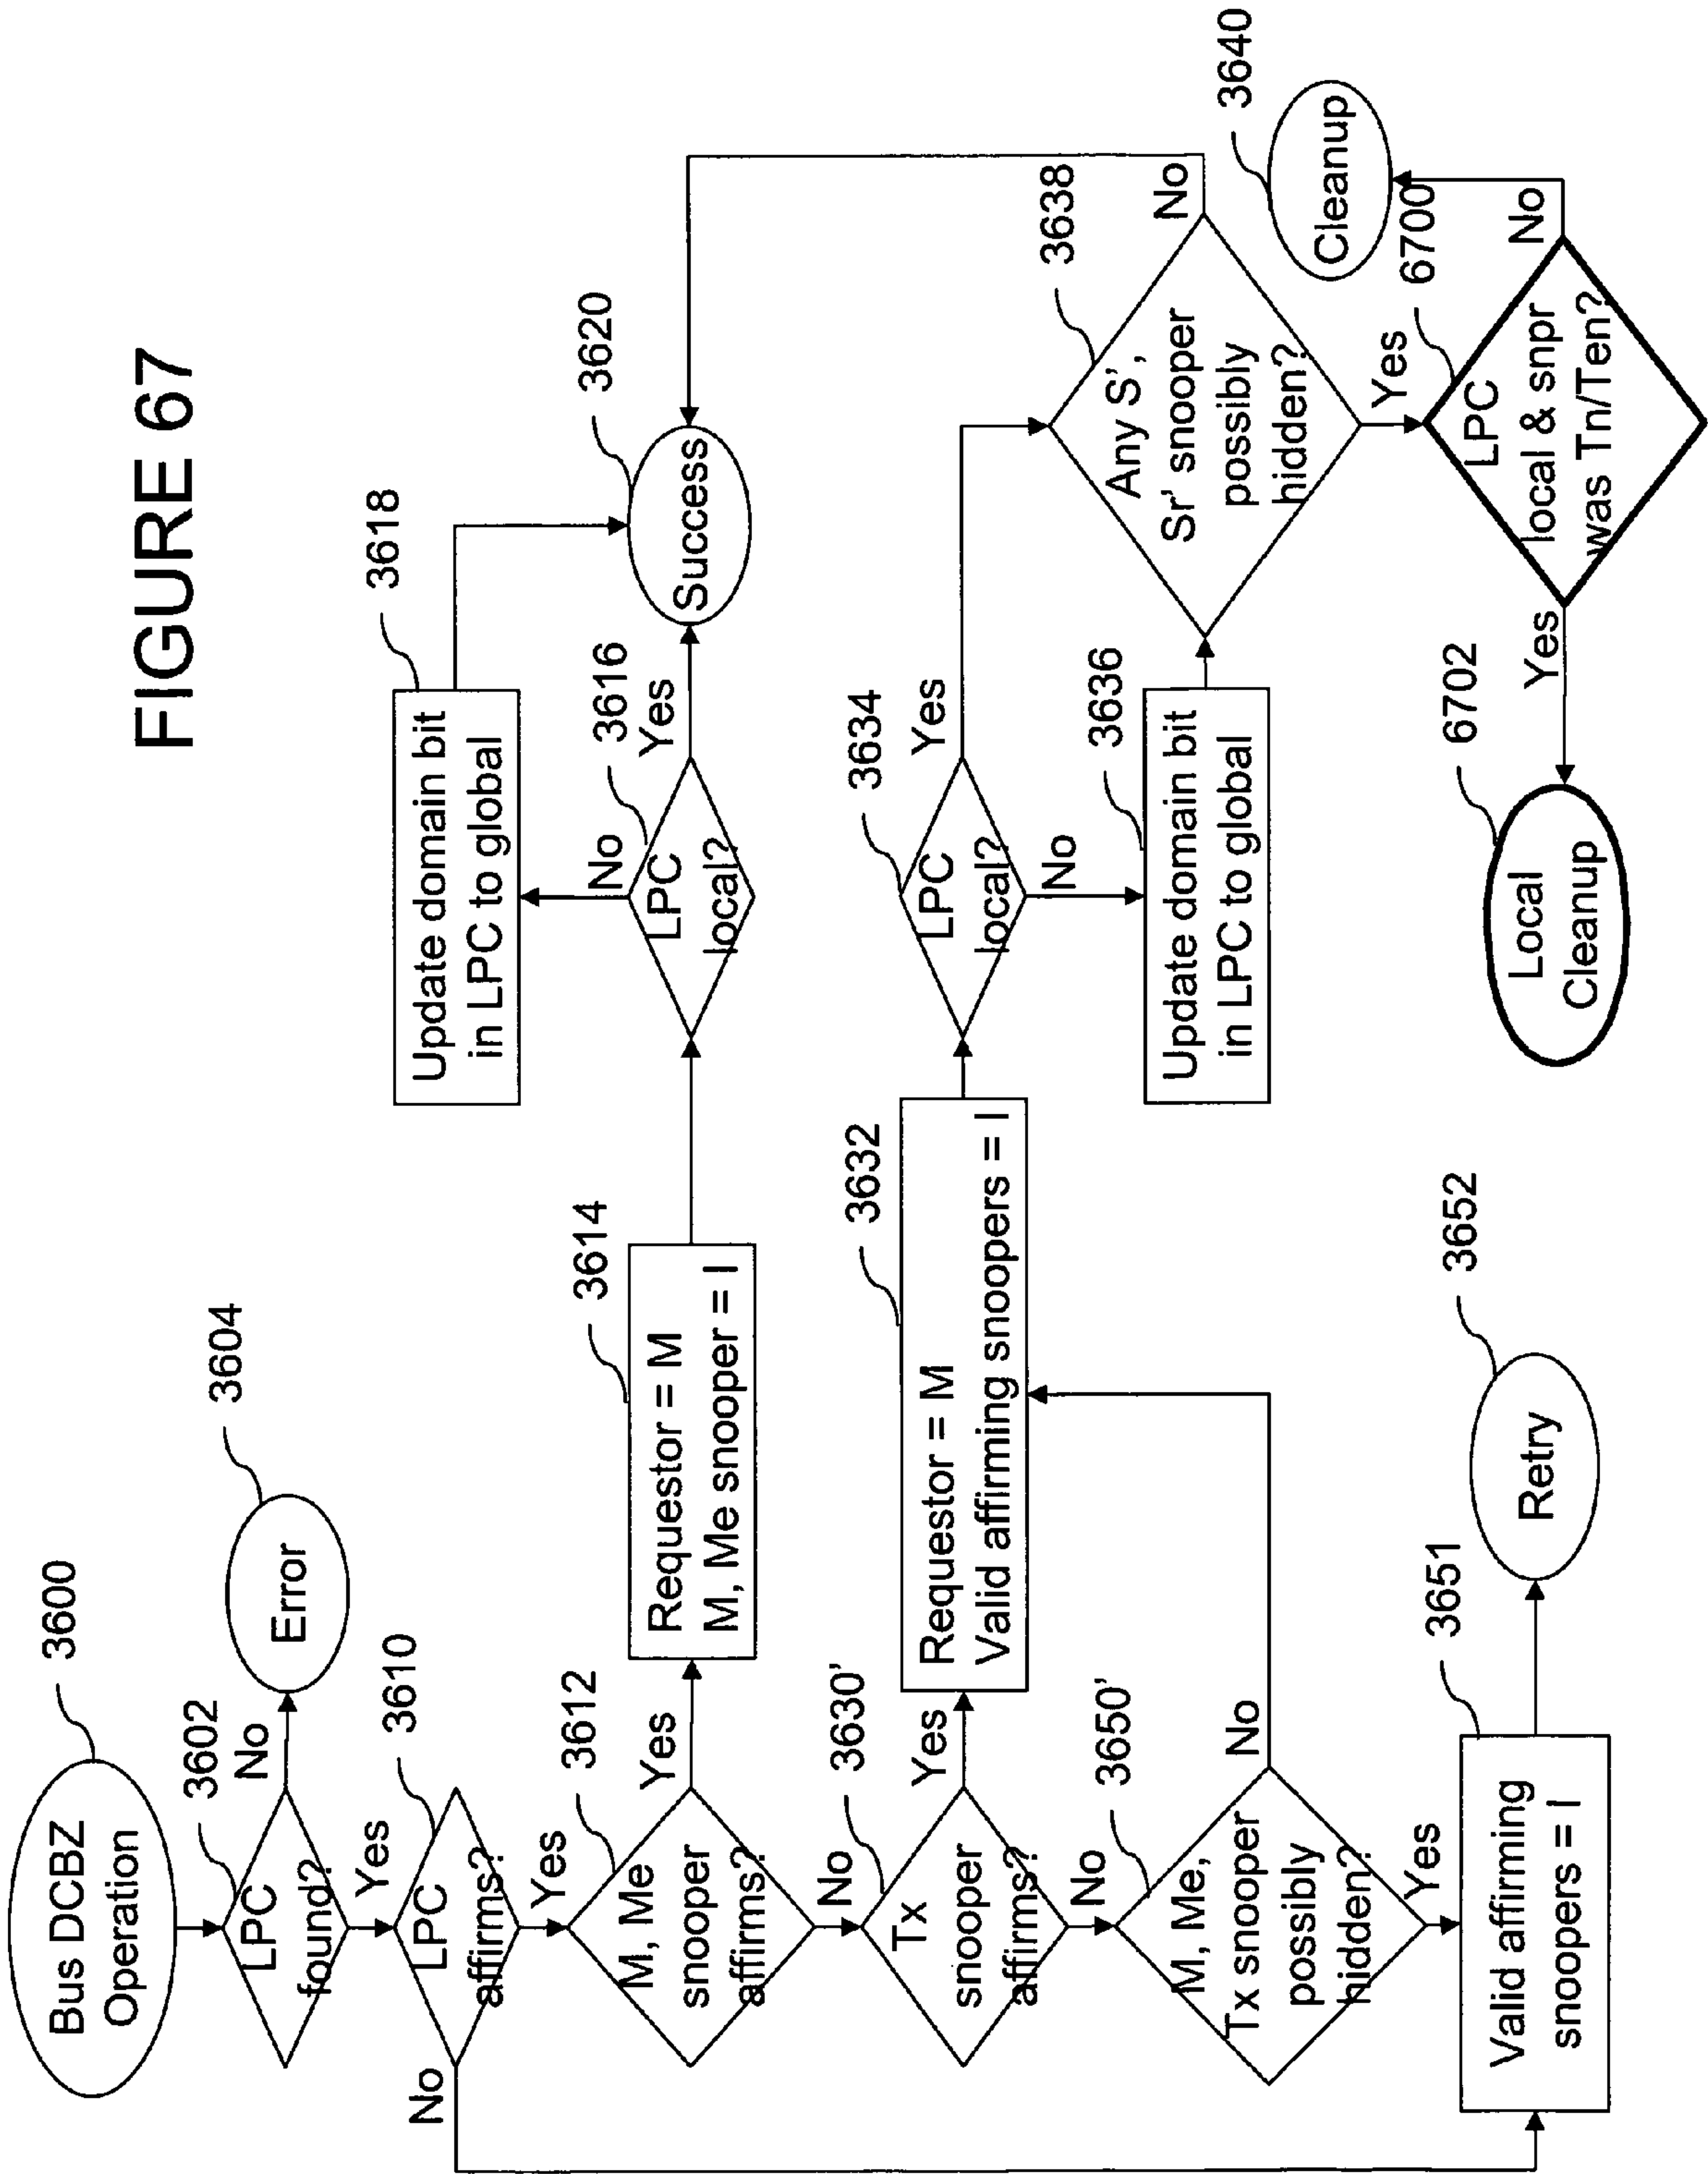 FIGURE 67
Bus DCBZ
Operation
3600
LPC
found?
3602
No
Error
3604
Yes
LPC
affirms?
3610
No
Yes
M, Me
snooper
affirms?
3612
Yes
Requestor = M
M, Me snooper = I
3614
LPC
local?
3616
No
Update domain bit
in LPC to global
3618
Yes
Success
3620
No
Tx
snooper
affirms?
3630'
Yes
Requestor = M
Valid affirming snoopers = I
3632
LPC
local?
3634
Yes
No
Update domain bit
in LPC to global
3636
Any S',
Sr' snooper
possibly
hidden?
3638
No
Yes
LPC
local & snpr
was Tn/Ten?
6700
No
Cleanup
3640
Yes
Local
Cleanup
6702
No
M, Me,
Tx snooper
possibly
hidden?
3650'
No
Yes
Valid affirming
snoopers = I
3651
Retry
3652